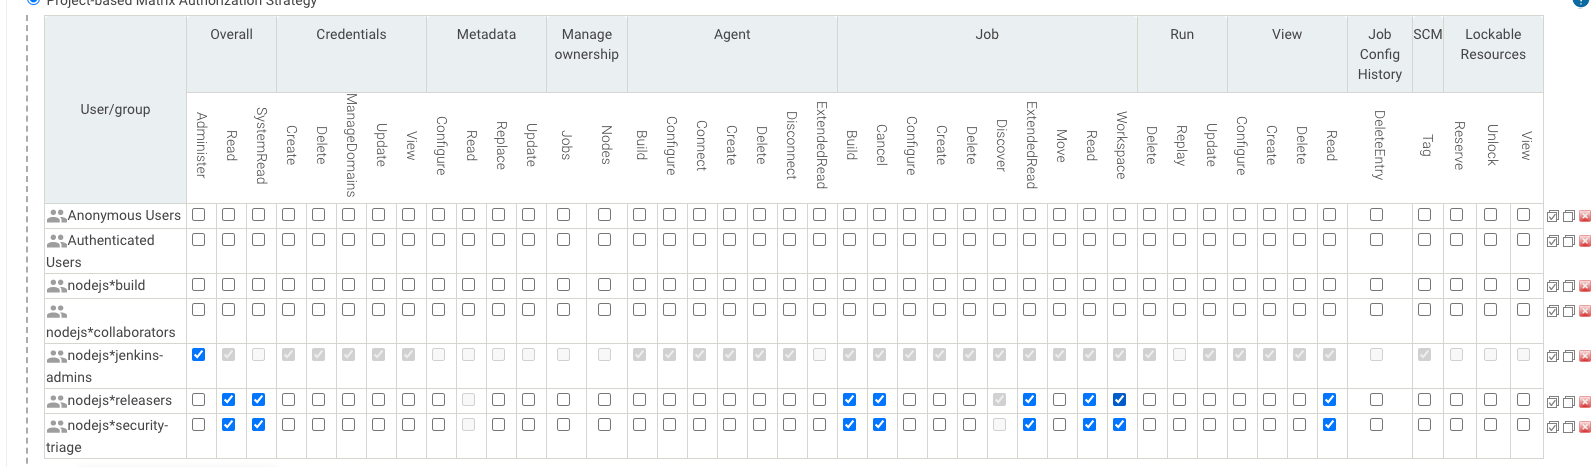 Project-based Matrix Authorization Strategy
User/group
Overall
Credentials
Metadata
Manage
ownership
Agent
Job
Run
View
Job
Config
History
SCM
Lockable
Resources
Administer
Read
SystemRead
Create
Delete
ManageDomains
Update
View
Configure
Read
Replace
Update
Jobs
Nodes
Build
Configure
Connect
Create
Delete
Disconnect
ExtendedRead
Build
Cancel
Configure
Create
Delete
Discover
ExtendedRead
Move
Read
Workspace
Delete
Replay
Update
Configure
Create
Delete
Read
DeleteEntry
Tag
Reserve
Unlock
View
Anonymous Users
Authenticated
Users
nodejs*build
nodejs*collaborators
nodejs*jenkins-
admins
nodejs*releasers
nodejs*security-
triage